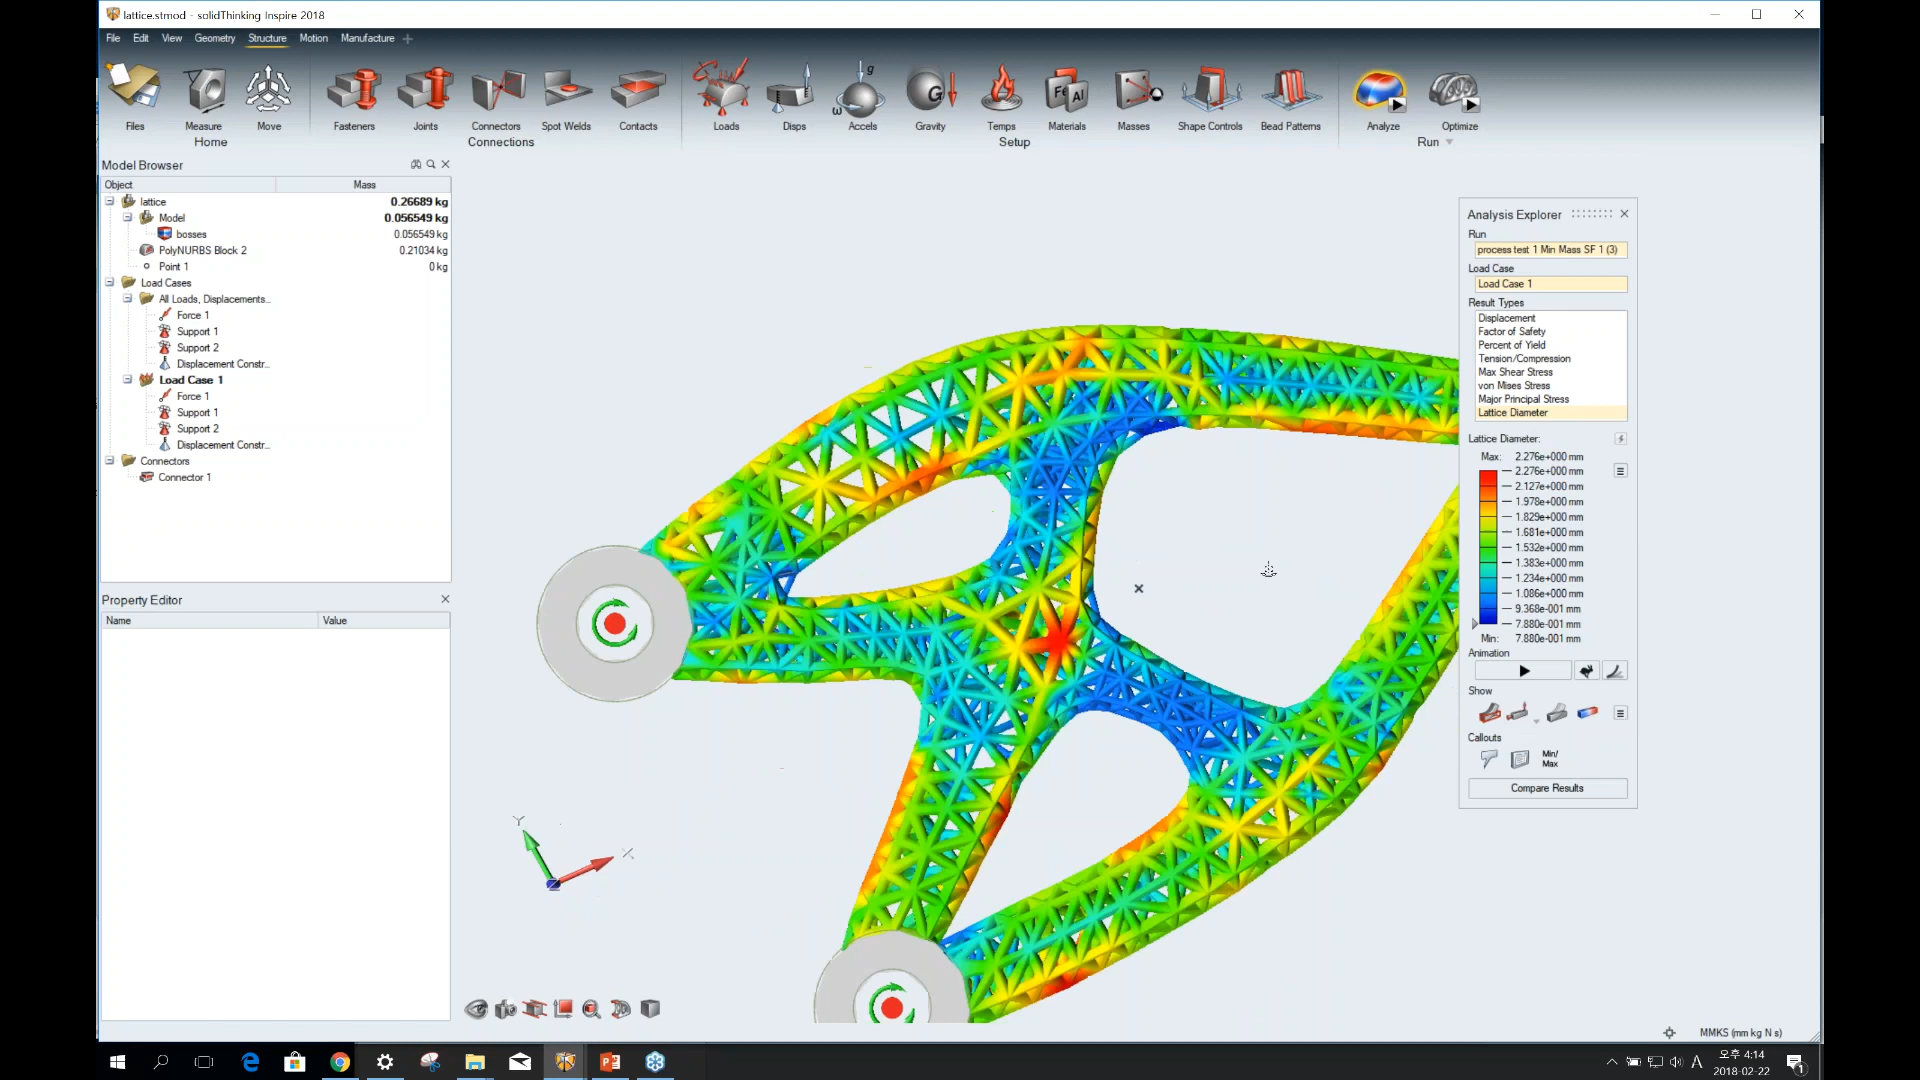 lattice.stmod - solidThinking Inspire 2018
File Edit View Geometry Structure Motion Manufacture
Files Measure Move Fasteners Joints Connectors Spot Welds Contacts Loads Disps Accels Gravity Temps Materials Masses Shape Controls Bead Patterns Analyze Optimize
Home Connections Setup Run
Model Browser
Object Mass
lattice 0.26689 kg
Model 0.056549 kg
bosses 0.056549 kg
PolyNURBS Block 2 0.21034 kg
Point 1 0 kg
Load Cases
All Loads, Displacements...
Force 1
Support 1
Support 2
Displacement Constr...
Load Case 1
Force 1
Support 1
Support 2
Displacement Constr...
Connectors
Connector 1
Property Editor
Name Value
Y
X
Analysis Explorer
Run
process test 1 Min Mass SF 1 (3)
Load Case
Load Case 1
Result Types
Displacement
Factor of Safety
Percent of Yield
Tension/Compression
Max Shear Stress
von Mises Stress
Major Principal Stress
Lattice Diameter
Lattice Diameter:
Max: 2.276e+000 mm
2.276e+000 mm
2.127e+000 mm
1.978e+000 mm
1.829e+000 mm
1.681e+000 mm
1.532e+000 mm
1.383e+000 mm
1.234e+000 mm
1.086e+000 mm
9.368e-001 mm
7.880e-001 mm
Min: 7.880e-001 mm
Animation
Show
Callouts
Min/
Max
Compare Results
MMKS (mm kg N s)
A
오후 4:14
2018-02-22
1